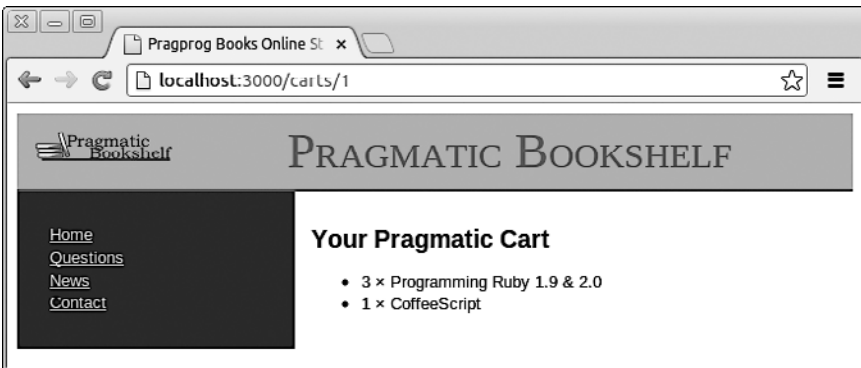 Pragprog Books Online St
localhost:3000/carts/1
Pragmatic
Bookshelf
PRAGMATIC BOOKSHELF
Home
Questions
News
Contact
Your Pragmatic Cart
• 3 × Programming Ruby 1.9 & 2.0
• 1 × CoffeeScript